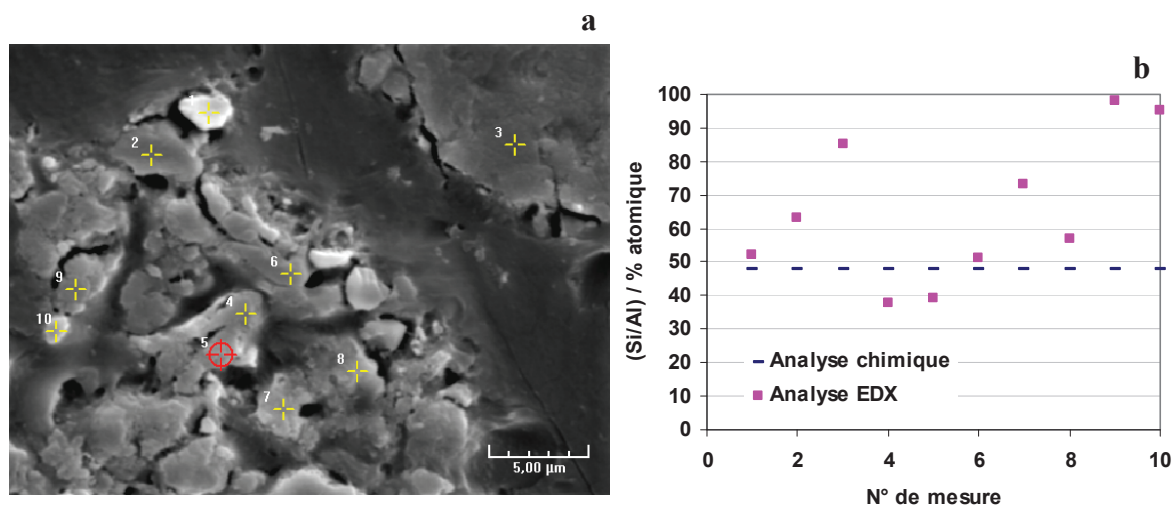 a
1
2
3
6
9
4
10
5
8
7
5,00 µm
b
(Si/Al) / % atomique
100
90
80
70
60
50
40
30
20
10
0
Analyse chimique
Analyse EDX
0 2 4 6 8 10
N° de mesure